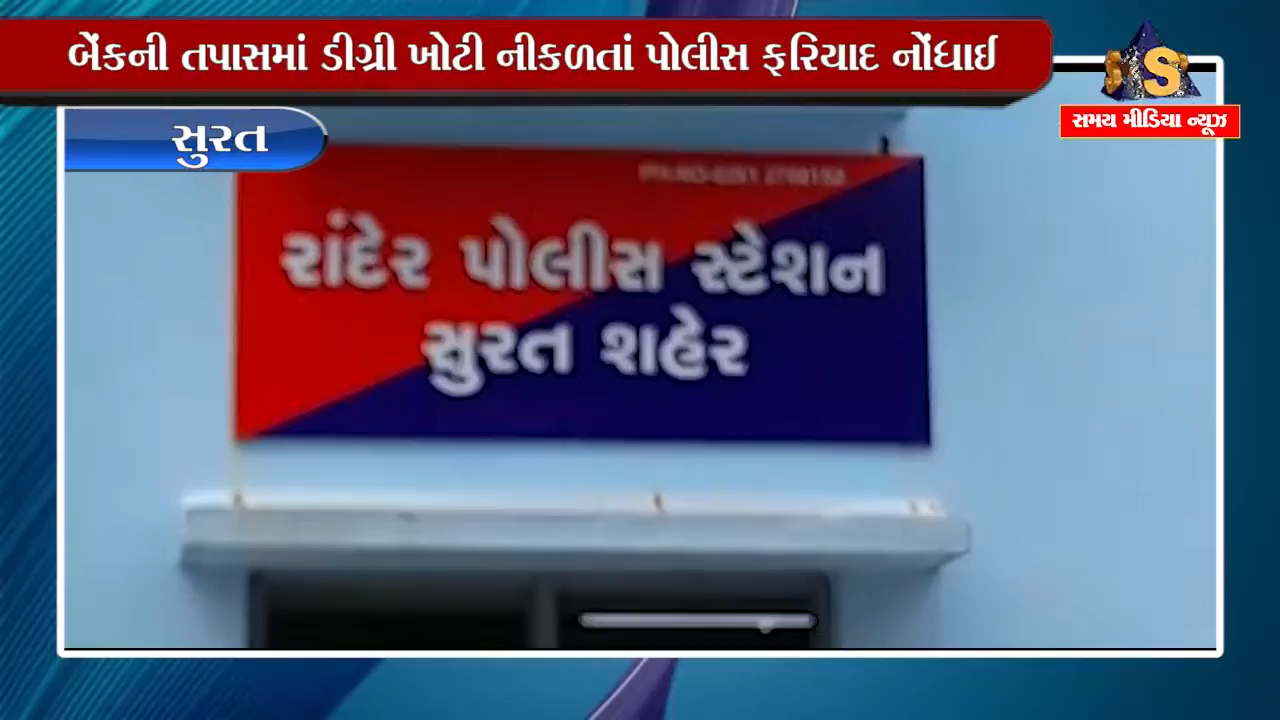 બેંકની તપાસમાં ડીગ્રી ખોટી નીકળતાં પોલીસ ફરિયાદ નોંધાઈ
S
સમય મીડિયા ન્યૂઝ
સુરત
રાંદેર પોલીસ સ્ટેશન
સુરત શહેર